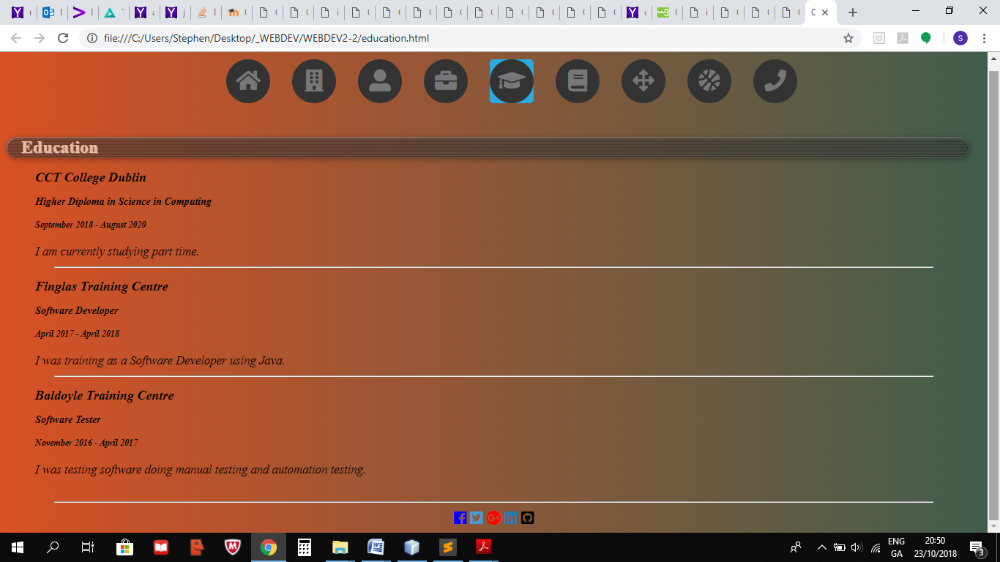 file:///C:/Users/Stephen/Desktop/_WEBDEV/WEBDEV2-2/education.html
S
Education
CCT College Dublin
Higher Diploma in Science in Computing
September 2018 - August 2020
I am currently studying part time.
Finglas Training Centre
Software Developer
April 2017 - April 2018
I was training as a Software Developer using Java.
Baldoyle Training Centre
Software Tester
November 2016 - April 2017
I was testing software doing manual testing and automation testing.
ENG 20:50
GA 23/10/2018
3